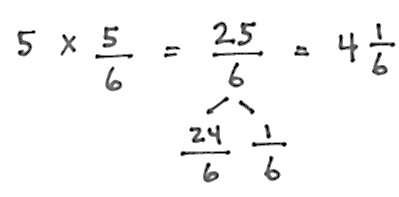 5 × 5/6 = 25/6 = 4 1/6
24/6 1/6